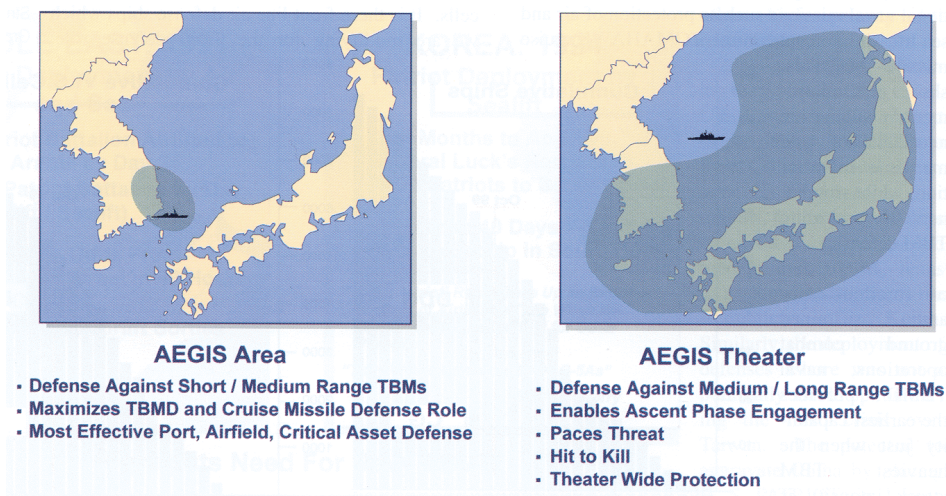 AEGIS Area
▪ Defense Against Short / Medium Range TBMs
▪ Maximizes TBMD and Cruise Missile Defense Role
▪ Most Effective Port, Airfield, Critical Asset Defense
AEGIS Theater
▪ Defense Against Medium / Long Range TBMs
▪ Enables Ascent Phase Engagement
▪ Paces Threat
▪ Hit to Kill
▪ Theater Wide Protection